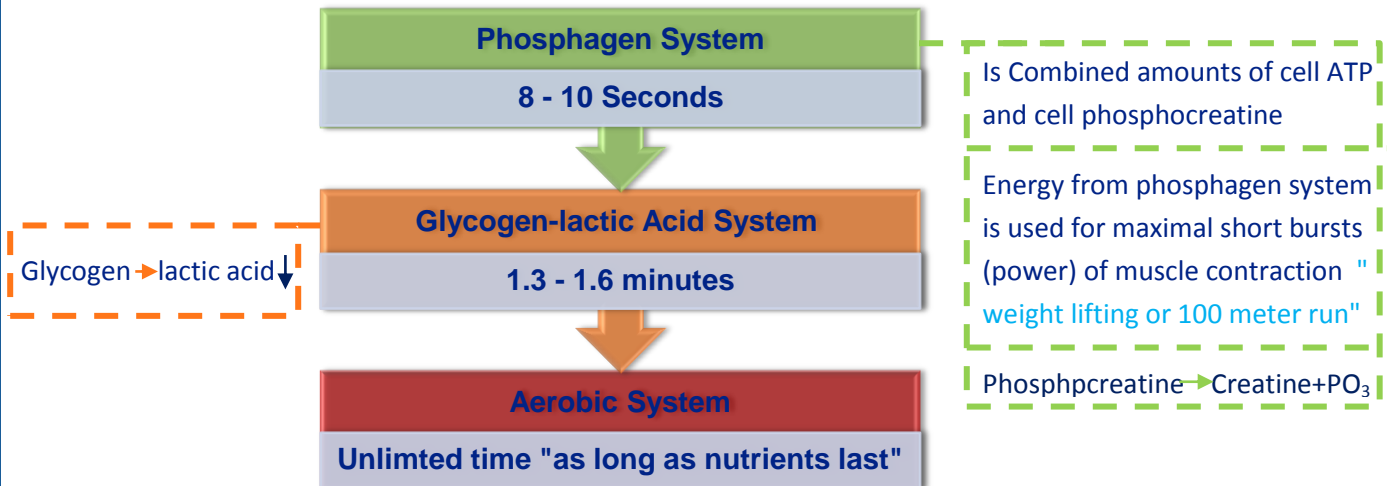 Phosphagen System
8 - 10 Seconds
Is Combined amounts of cell ATP
and cell phosphocreatine
Energy from phosphagen system
is used for maximal short bursts
(power) of muscle contraction "
weight lifting or 100 meter run"
Phosphpcreatine→Creatine+PO₃
Glycogen-lactic Acid System
1.3 - 1.6 minutes
Glycogen→lactic acid↓
Aerobic System
Unlimted time "as long as nutrients last"